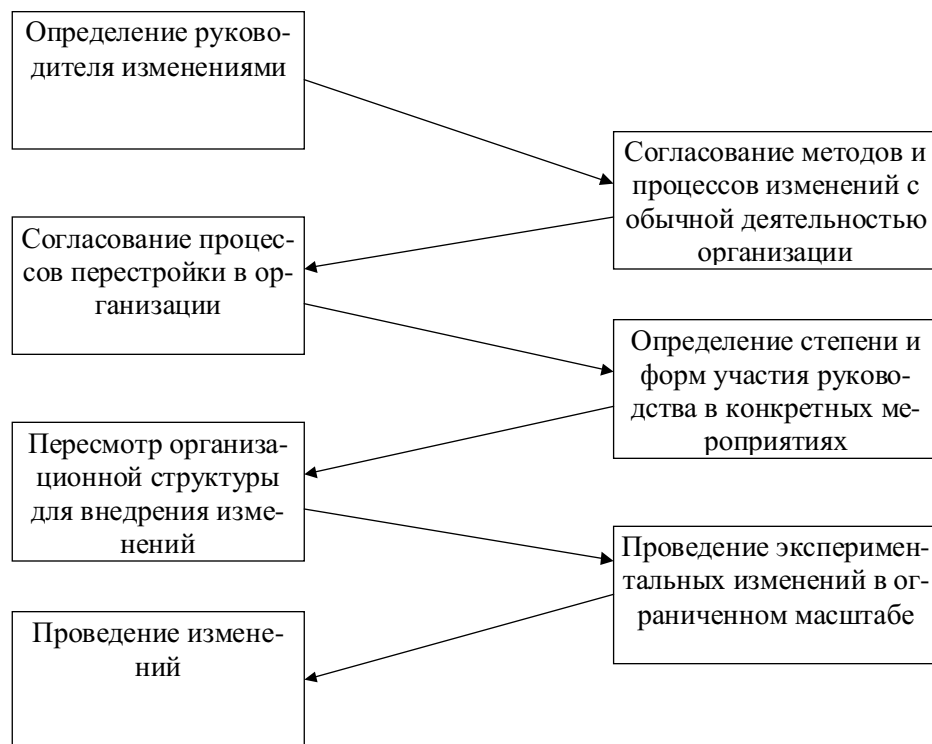 Определение руково-
дителя изменениями
Согласование методов и
процессов изменений с
обычной деятельностью
организации
Согласование процес-
сов перестройки в ор-
ганизации
Определение степени и
форм участия руково-
дства в конкретных ме-
роприятиях
Пересмотр организа-
ционной структуры
для внедрения изме-
нений
Проведение эксперимен-
тальных изменений в ог-
раниченном масштабе
Проведение измене-
ний